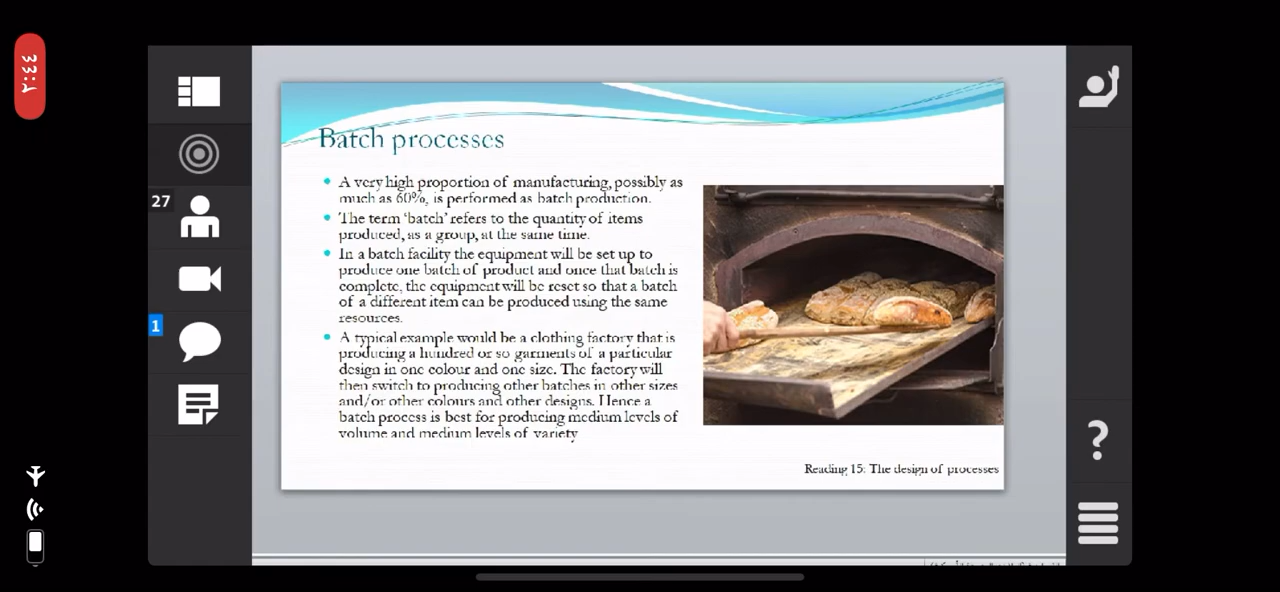 27
1
Batch processes
A very high proportion of manufacturing, possibly as
much as 60%, is performed as batch production.
The term ‘batch’ refers to the quantity of items
produced, as a group, at the same time.
In a batch facility the equipment will be set up to
produce one batch of product and once that batch is
complete, the equipment will be reset so that a batch
of a different item can be produced using the same
resources.
A typical example would be a clothing factory that is
producing a hundred or so garments of a particular
design in one colour and one size. The factory will
then switch to producing other batches in other sizes
and/or other colours and other designs. Hence a
batch process is best for producing medium levels of
volume and medium levels of variety
Reading 15: The design of processes
?